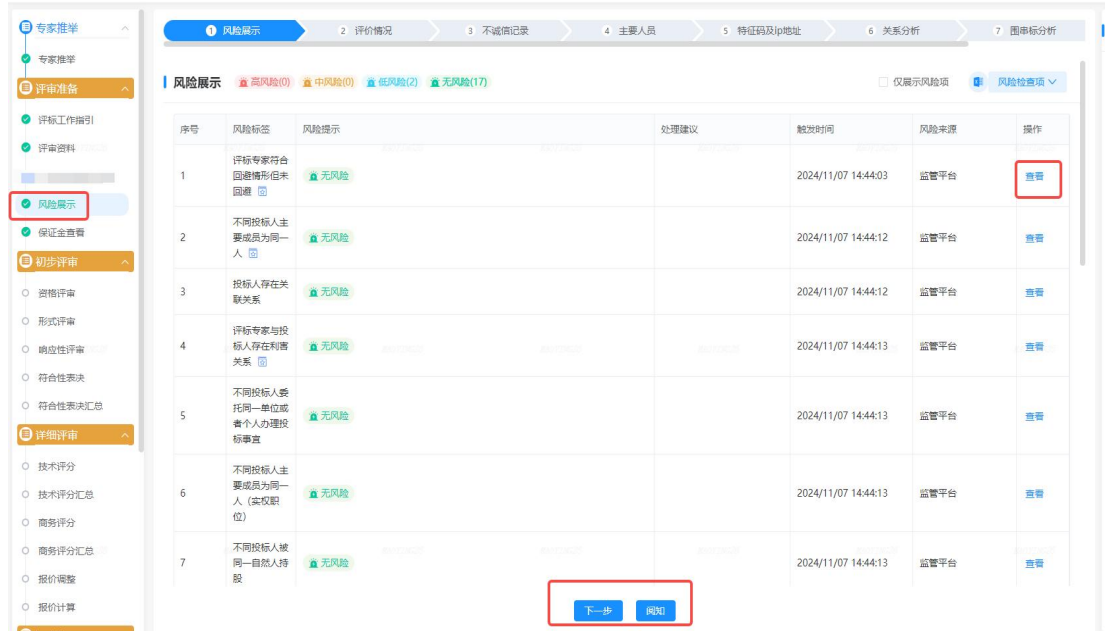 专家推举
专家推举
评审准备
评标工作指引
评审资料
风险展示
保证金查看
初步评审
资格评审
形式评审
响应性评审
符合性表决
符合性表决汇总
详细评审
技术评分
技术评分汇总
商务评分
商务评分汇总
报价调整
报价计算
1 风险展示 2 评价情况 3 不诚信记录 4 主要人员 5 特征码及ip地址 6 关系分析 7 围串标分析
风险展示 高风险(0) 中风险(0) 低风险(2) 无风险(17) 仅展示风险项 风险检查项
序号 风险标签 风险提示 处理建议 触发时间 风险来源 操作
评标专家符合
1 回避情形但未 无风险 2024/11/07 14:44:03 监管平台 查看
回避
不同投标人主
2 要成员为同一 无风险 2024/11/07 14:44:12 监管平台 查看
人
投标人存在关
3 无风险 2024/11/07 14:44:12 监管平台 查看
联关系
评标专家与投
4 标人存在利害 无风险 2024/11/07 14:44:13 监管平台 查看
关系
不同投标人委
托同一单位或
5 无风险 2024/11/07 14:44:13 监管平台 查看
者个人办理投
标事宜
不同投标人主
要成员为同一
6 无风险 2024/11/07 14:44:13 监管平台 查看
人（实权职
位）
不同投标人被
7 同一自然人持 无风险 2024/11/07 14:44:13 监管平台 查看
股
下一步 阅知